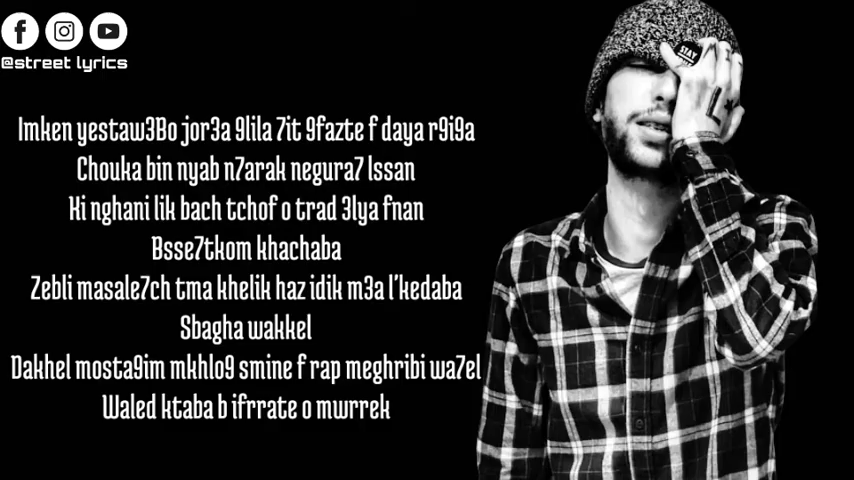 @street lyrics
STAY
Imken yestaw3Bo jor3a 9lila 7it 9fazte f daya r9i9a
Chouka bin nyab n7arak negura7 lssan
Ki nghani lik bach tchof o trad 3lya fnan
Bsse7tkom khachaba
Zebli masale7ch tma khelik haz idik m3a l'kedaba
Sbagha wakkel
Dakhel mosta9im mkhlo9 smine f rap meghribi wa7el
Waled ktaba b ifrrate o mwrrek